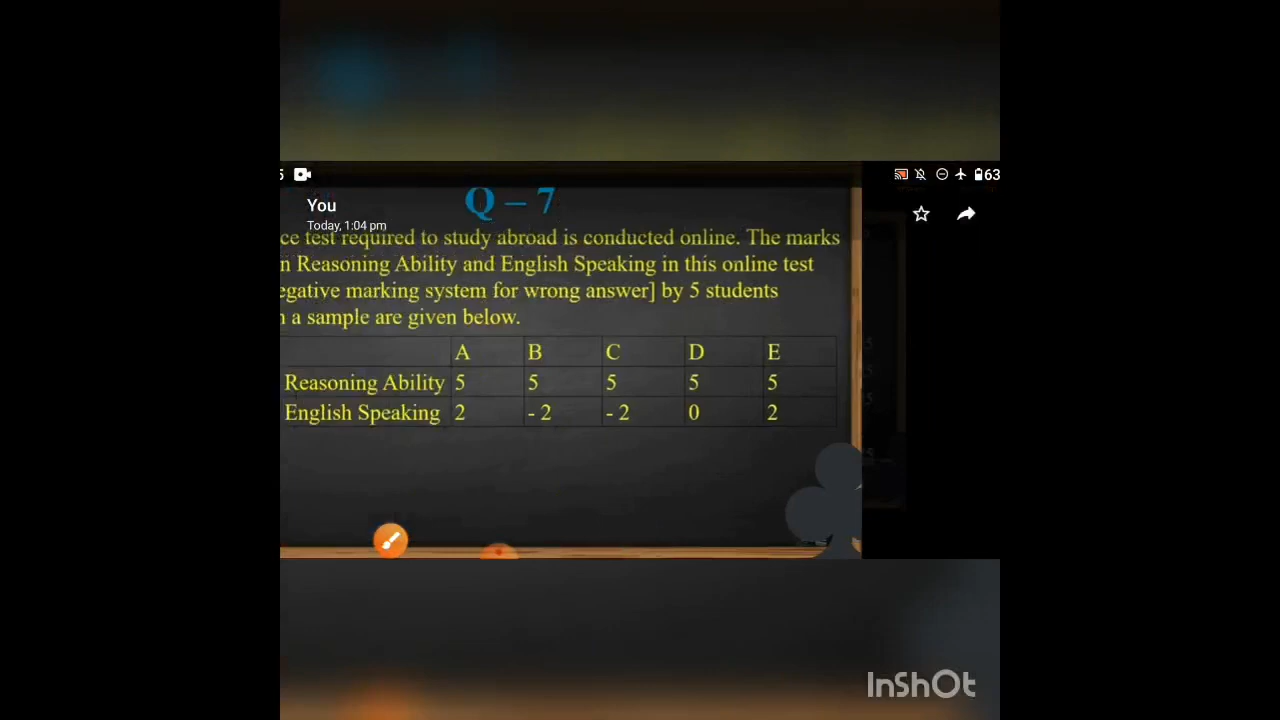 5
63
You
Q – 7
Today, 1:04 pm
ce test required to study abroad is conducted online. The marks
n Reasoning Ability and English Speaking in this online test
egative marking system for wrong answer] by 5 students
a sample are given below.
A B C D E
Reasoning Ability 5 5 5 5 5
English Speaking 2 - 2 - 2 0 2
InShOt